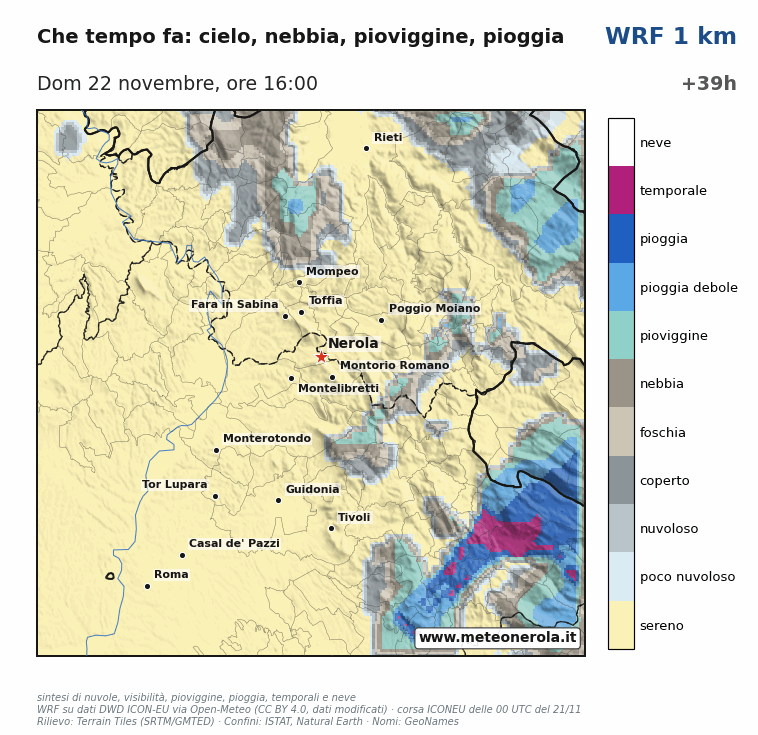 Che tempo fa: cielo, nebbia, pioviggine, pioggia
WRF 1 km
Dom 22 novembre, ore 16:00
+39h
Rieti
Mompeo
Fara in Sabina
Toffia
Poggio Moiano
Nerola
Montorio Romano
Montelibretti
Monterotondo
Tor Lupara
Guidonia
Tivoli
Casal de' Pazzi
Roma
www.meteonerola.it
neve
temporale
pioggia
pioggia debole
pioviggine
nebbia
foschia
coperto
nuvoloso
poco nuvoloso
sereno
sintesi di nuvole, visibilità, pioviggine, pioggia, temporali e neve
WRF su dati DWD ICON-EU via Open-Meteo (CC BY 4.0, dati modificati) · corsa ICONEU delle 00 UTC del 21/11
Rilievo: Terrain Tiles (SRTM/GMTED) · Confini: ISTAT, Natural Earth · Nomi: GeoNames